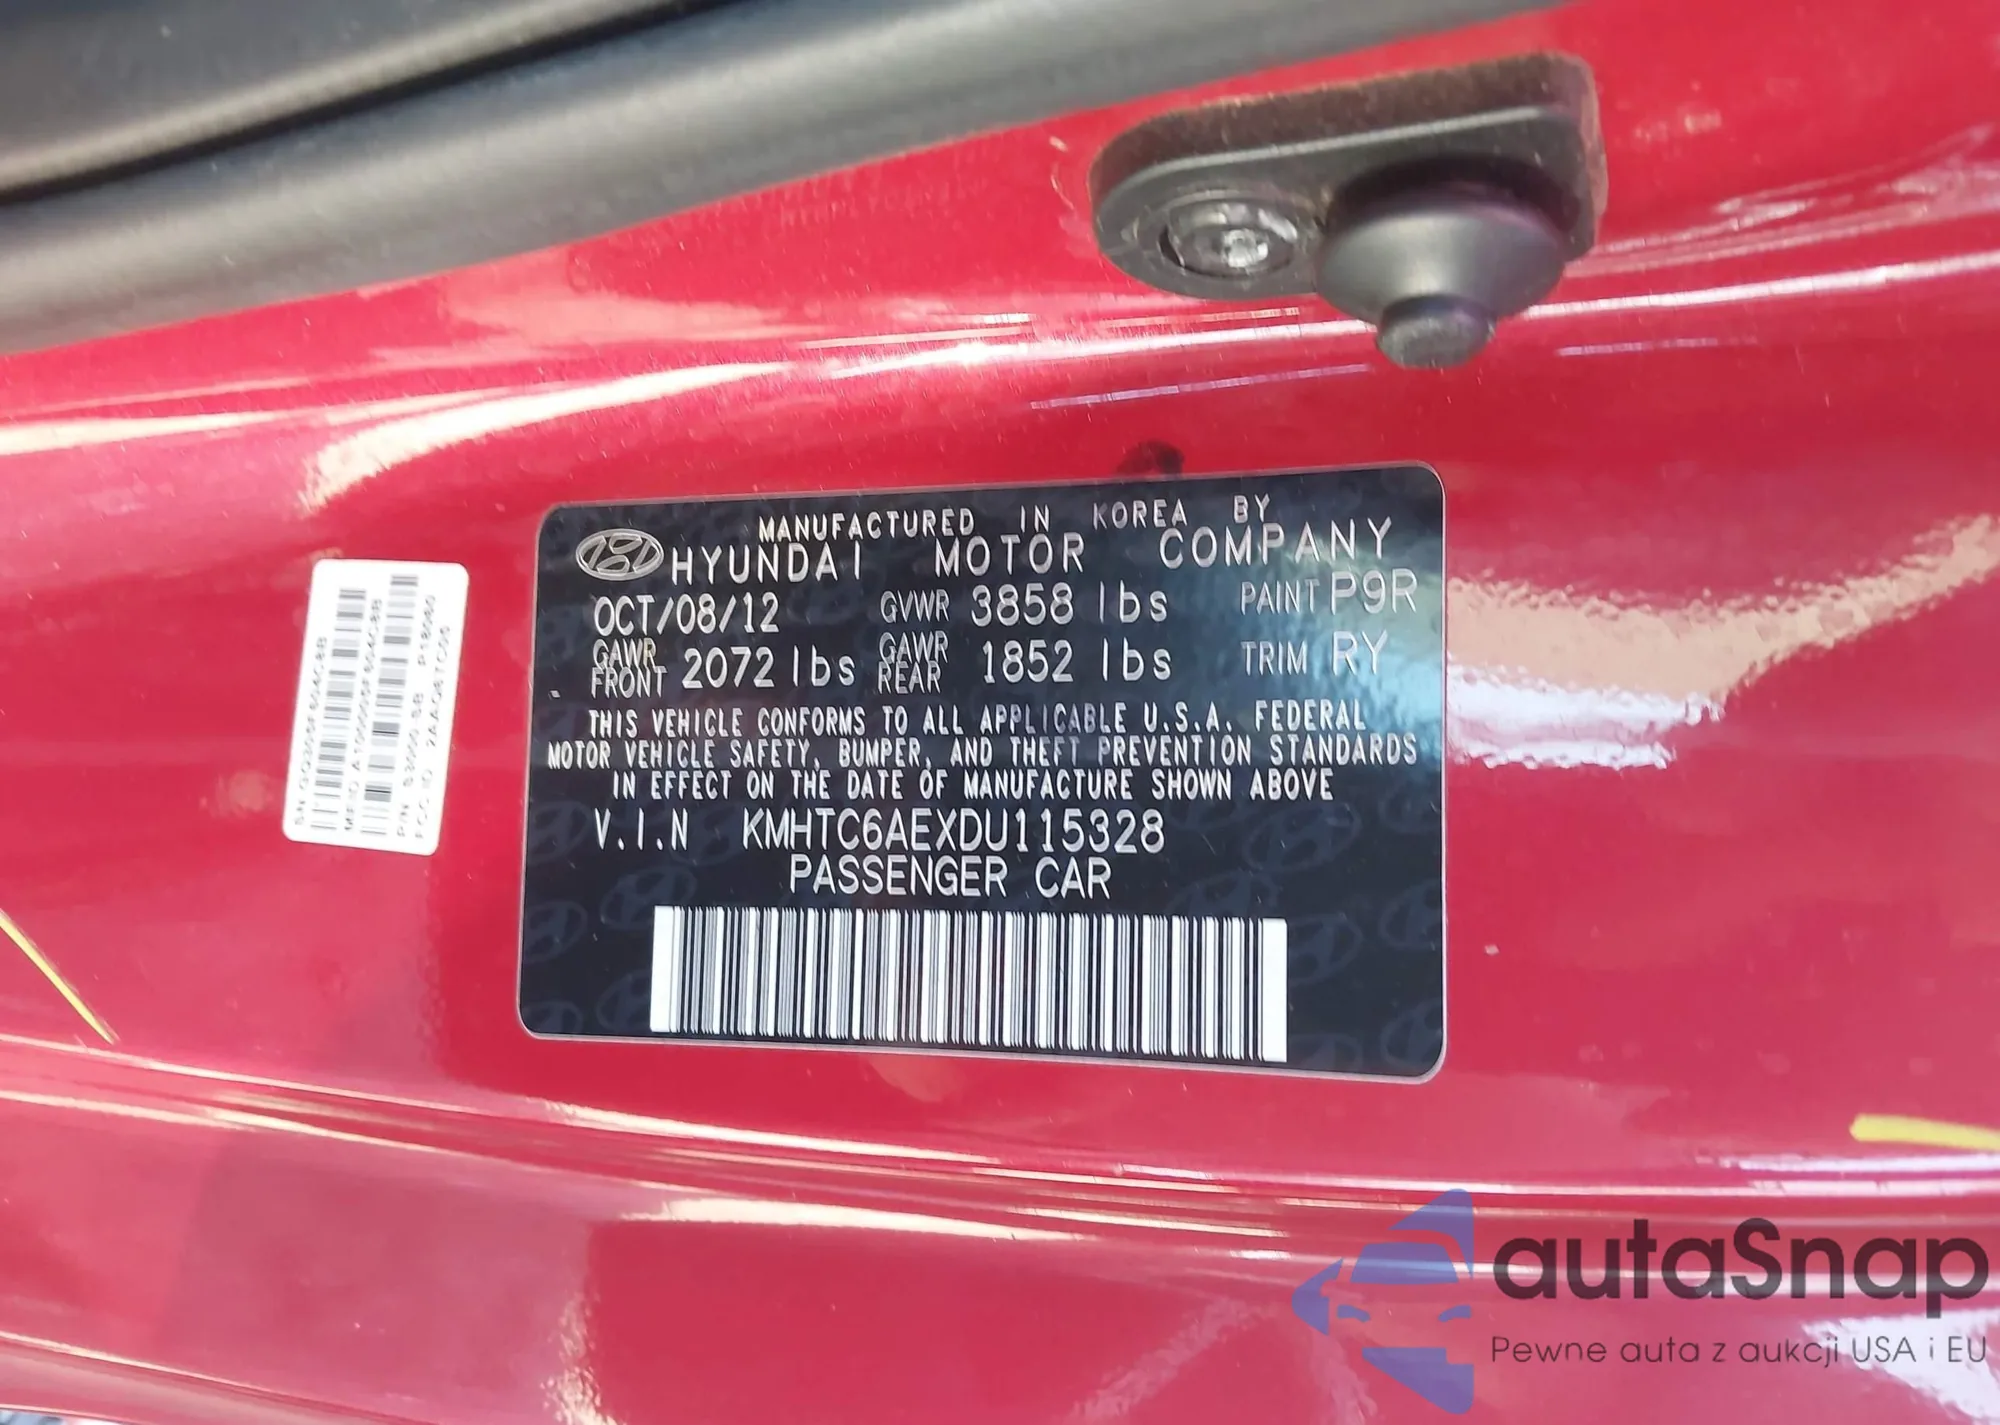 MANUFACTURED IN KOREA BY
HYUNDAI MOTOR COMPANY
OCT/08/12 GVWR 3858 lbs PAINT P9R
GAWR FRONT 2072 lbs GAWR REAR 1852 lbs TRIM RY
THIS VEHICLE CONFORMS TO ALL APPLICABLE U.S.A. FEDERAL
MOTOR VEHICLE SAFETY, BUMPER, AND THEFT PREVENTION STANDARDS
IN EFFECT ON THE DATE OF MANUFACTURE SHOWN ABOVE
V.I.N KMHTC6AEXDU115328
PASSENGER CAR
autaSnap
Pewne auta z aukcji USA i EU